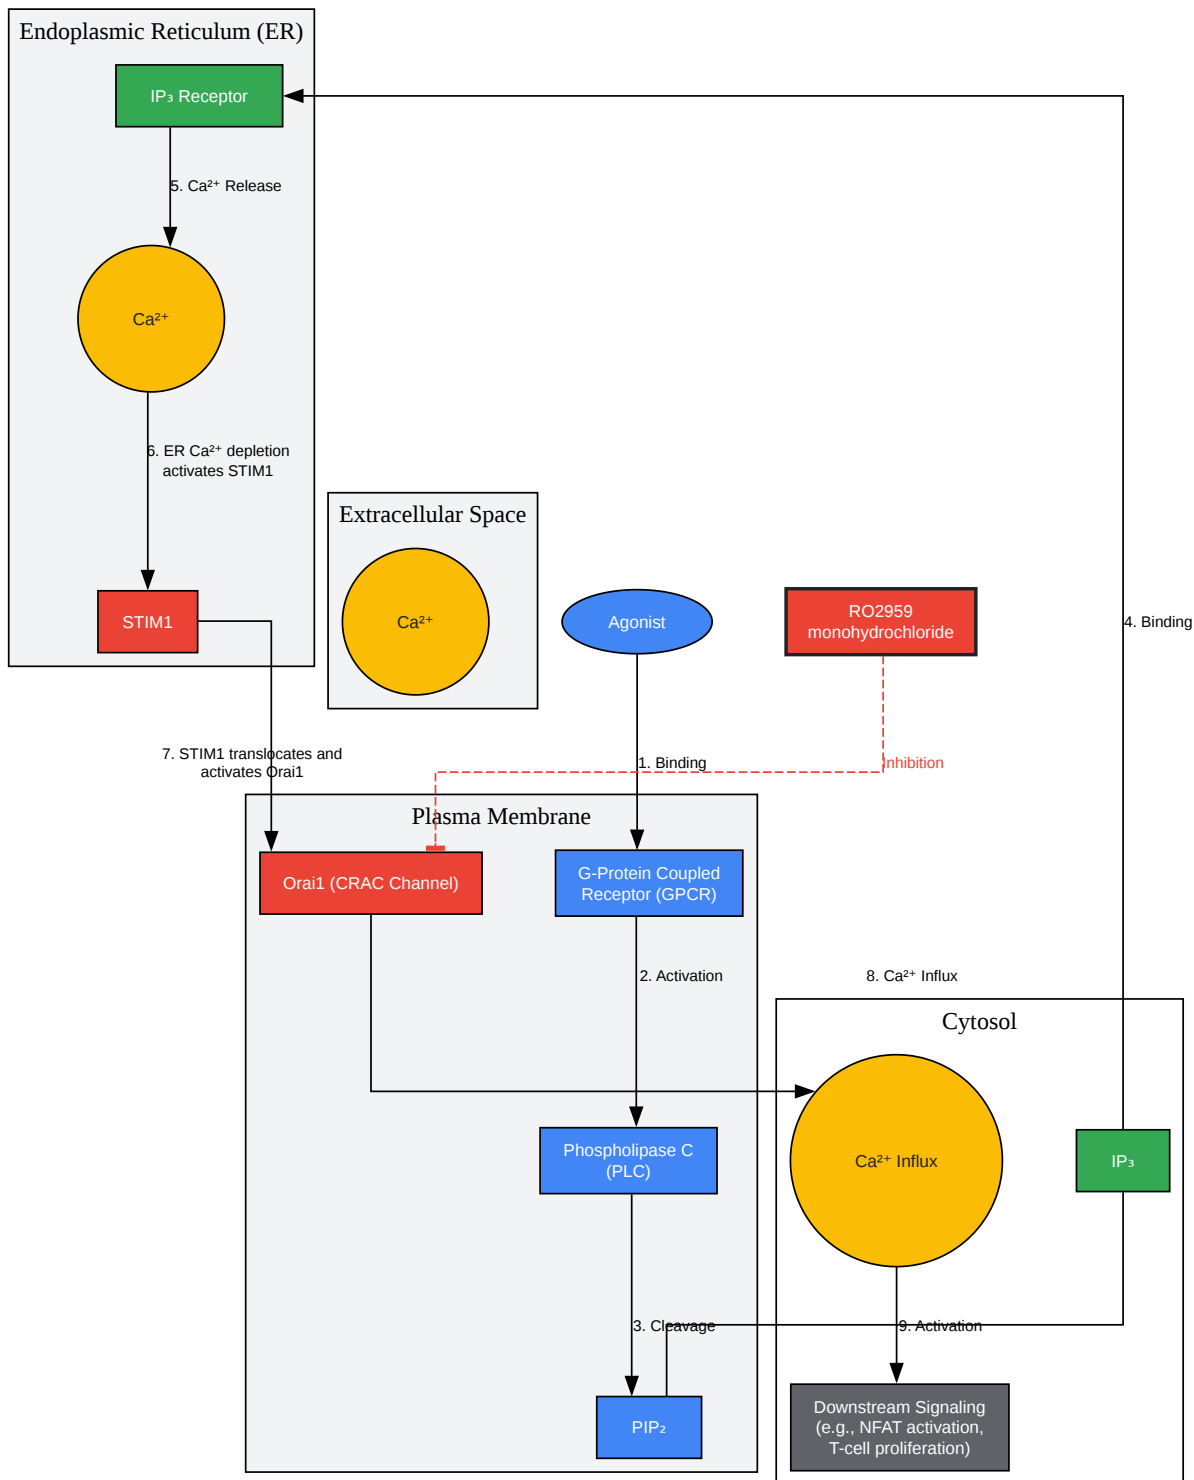 Endoplasmic Reticulum (ER)
IP₃ Receptor
5. Ca²⁺ Release
Ca²⁺
6. ER Ca²⁺ depletion
activates STIM1
STIM1
Extracellular Space
Ca²⁺
Agonist
RO2959
monohydrochloride
4. Binding
7. STIM1 translocates and
activates Orai1
1. Binding
Inhibition
Plasma Membrane
Orai1 (CRAC Channel)
G-Protein Coupled
Receptor (GPCR)
2. Activation
8. Ca²⁺ Influx
Cytosol
Phospholipase C
(PLC)
Ca²⁺ Influx
IP₃
3. Cleavage
9. Activation
PIP₂
Downstream Signaling
(e.g., NFAT activation,
T-cell proliferation)